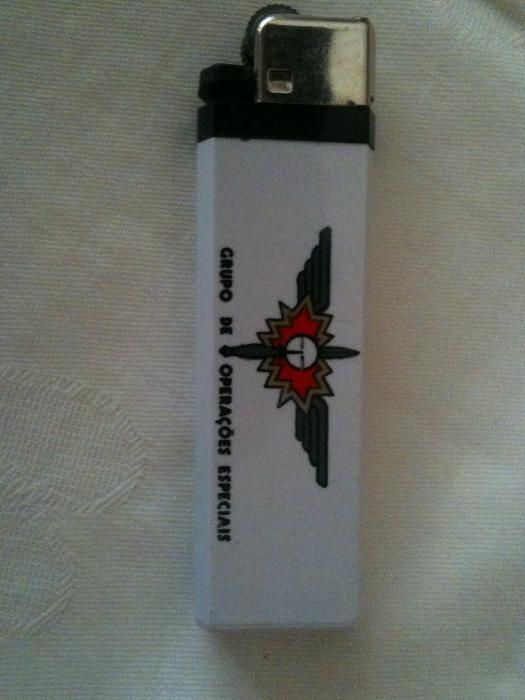 GRUPO DE OPERAÇÕES ESPECIAIS